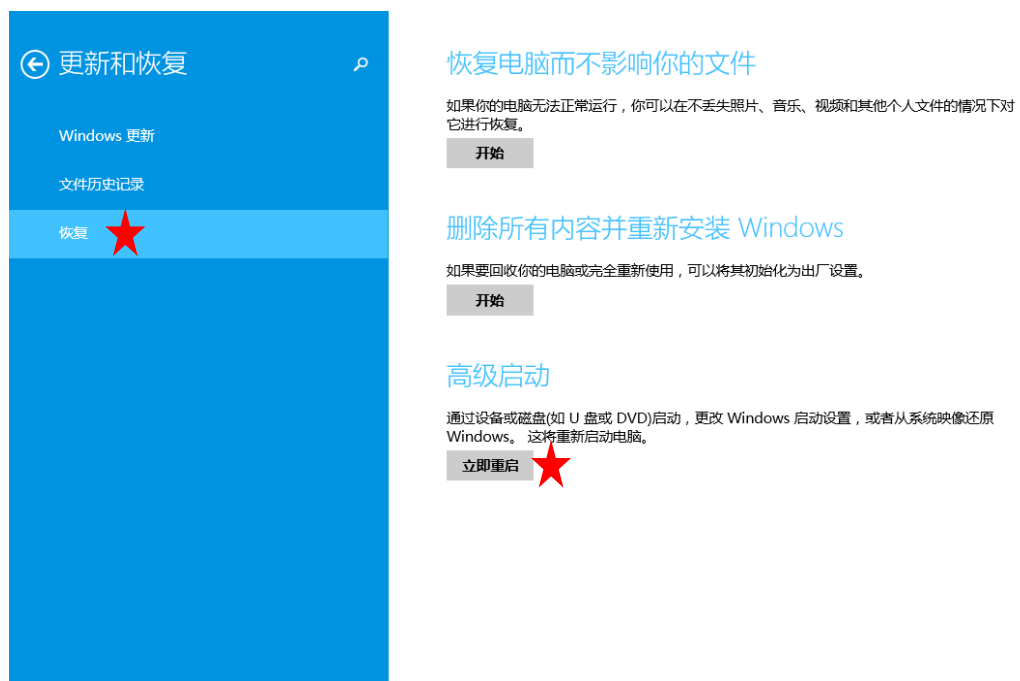 更新和恢复
Windows 更新
文件历史记录
恢复
恢复电脑而不影响你的文件
如果你的电脑无法正常运行，你可以在不丢失照片、音乐、视频和其他个人文件的情况下对
它进行恢复。
开始
删除所有内容并重新安装 Windows
如果要回收你的电脑或完全重新使用，可以将其初始化为出厂设置。
开始
高级启动
通过设备或磁盘(如 U 盘或 DVD)启动，更改 Windows 启动设置，或者从系统映像还原
Windows。 这将重新启动电脑。
立即重启